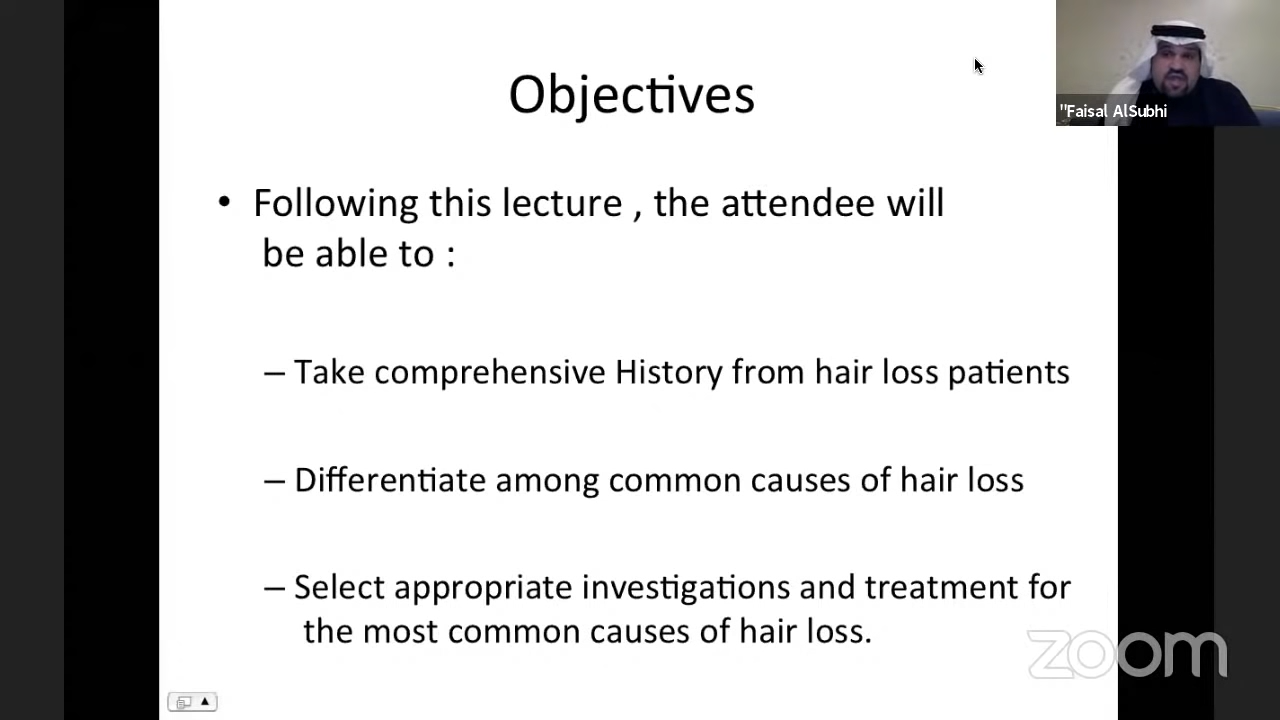 Objectives
"Faisal AlSubhi
• Following this lecture , the attendee will
be able to :
– Take comprehensive History from hair loss patients
– Differentiate among common causes of hair loss
– Select appropriate investigations and treatment for
the most common causes of hair loss.
zoom